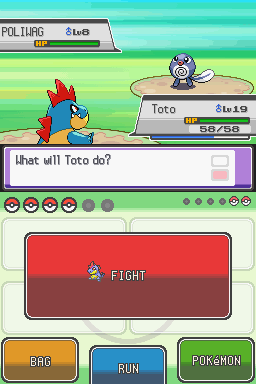 POLIWAG ♂Lv8
HP
Toto ♂Lv19
HP
58/58
What will Toto do?
FIGHT
BAG
RUN
POKéMON